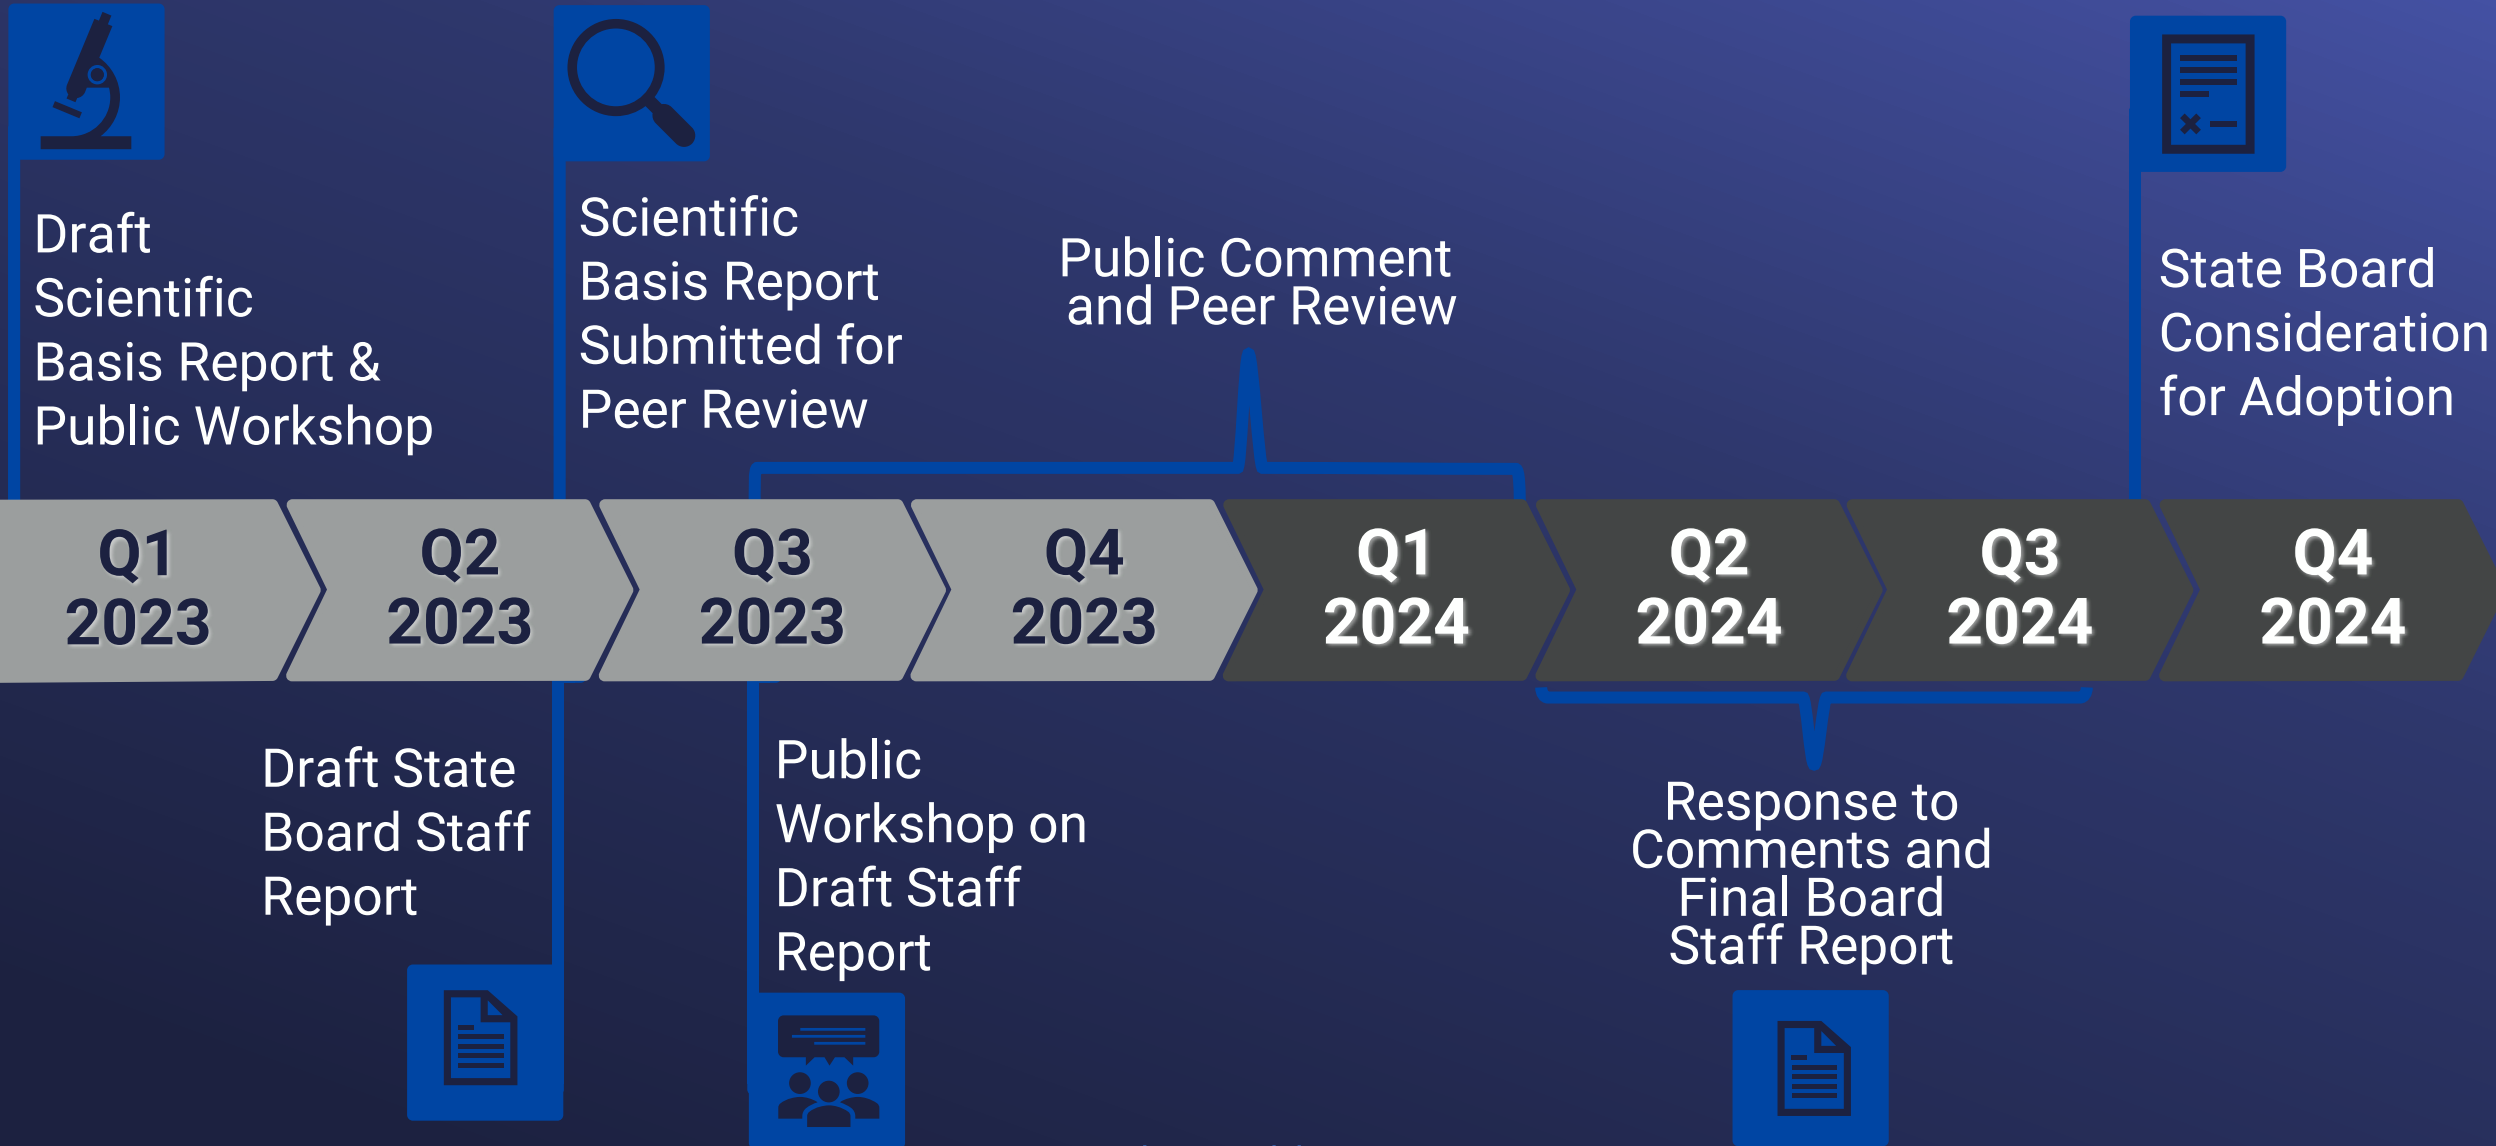 Draft
Scientific
Basis Report &
Public Workshop
Scientific
Basis Report
Submitted for
Peer Review
Public Comment
and Peer Review
State Board
Consideration
for Adoption
Q1
2023
Q2
2023
Q3
2023
Q4
2023
Q1
2024
Q2
2024
Q3
2024
Q4
2024
Draft State
Board Staff
Report
Public
Workshop on
Draft Staff
Report
Response to
Comments and
Final Board
Staff Report